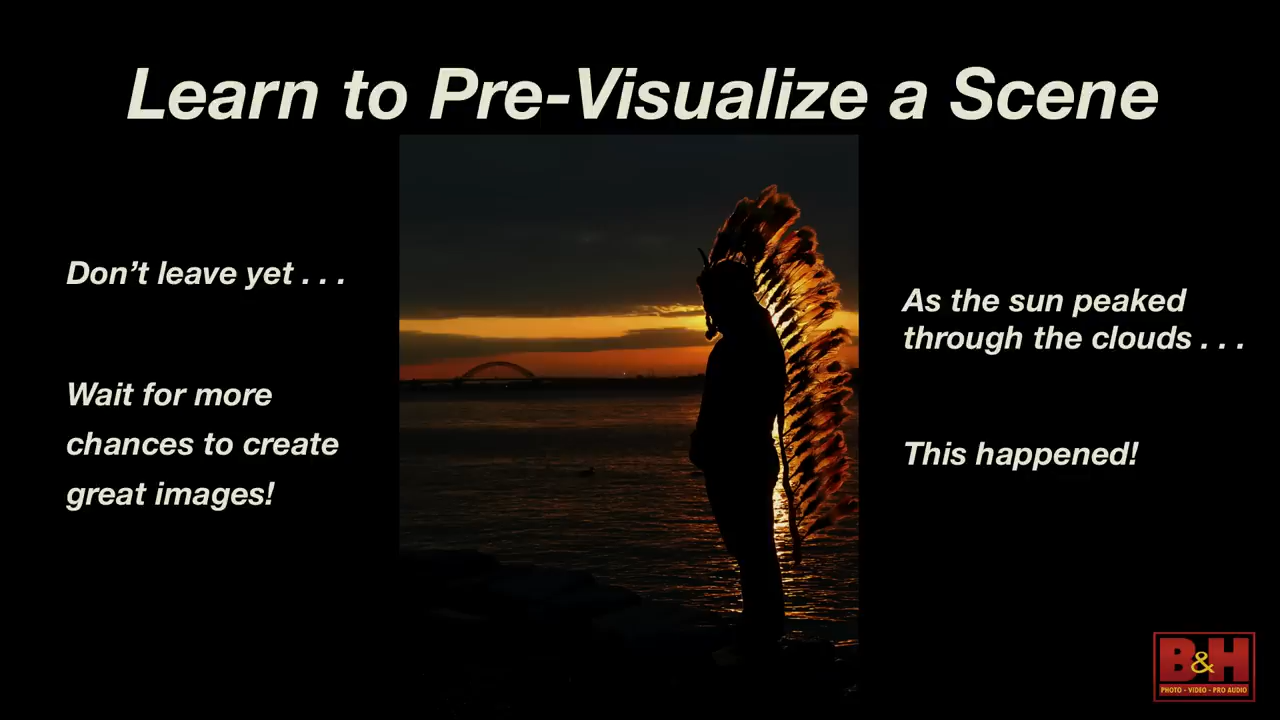 Learn to Pre-Visualize a Scene
Don’t leave yet . . .
Wait for more
chances to create
great images!
As the sun peaked
through the clouds . . .
This happened!
B&H
PHOTO - VIDEO - PRO AUDIO